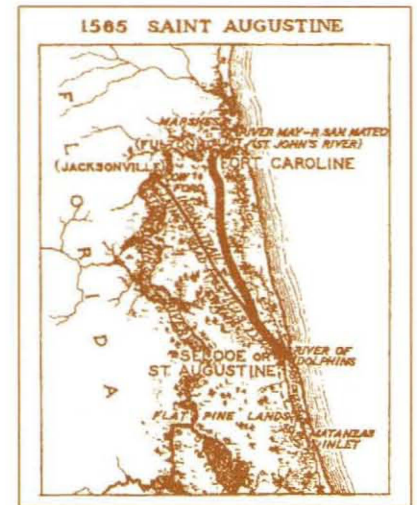 1565 SAINT AUGUSTINE
MARSHES
RIVER MAY-R. SAN MATEO
(ST JOHN'S RIVER)
FORT CAROLINE
(JACKSONVILLE)
FLORIDA
RIVER OF
DOLPHINS
SELOOE OR
ST. AUGUSTINE
FLAT PINE LANDS
MATANZAS
INLET